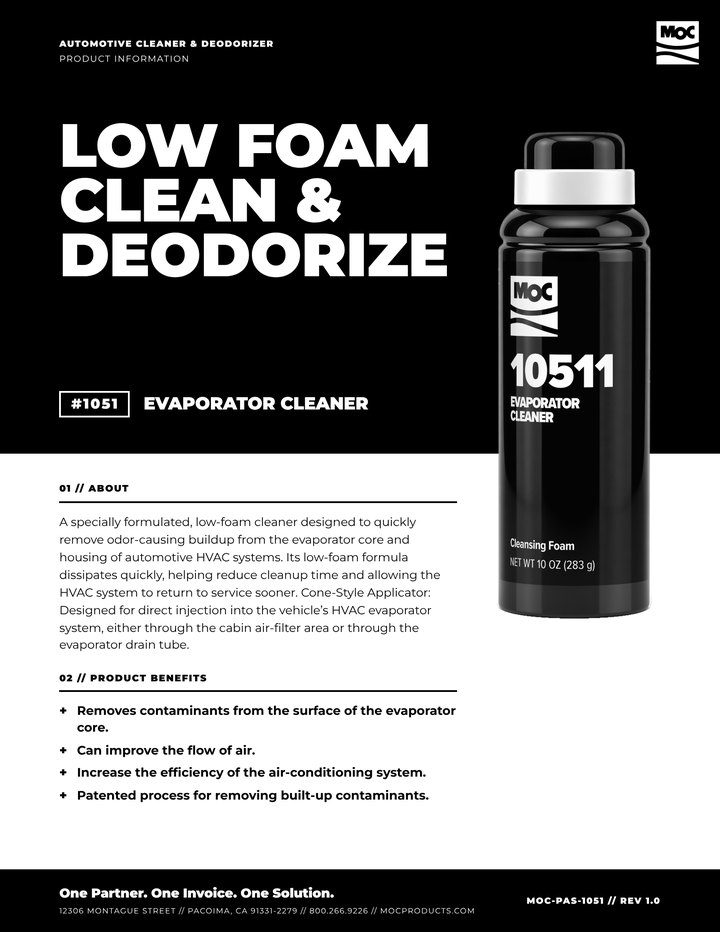 AUTOMOTIVE CLEANER & DEODORIZER
PRODUCT INFORMATION
MOC
LOW FOAM
CLEAN &
DEODORIZE
#1051 EVAPORATOR CLEANER
MOC
10511
EVAPORATOR
CLEANER
Cleansing Foam
NET WT 10 OZ (283 g)
01 // ABOUT
A specially formulated, low-foam cleaner designed to quickly
remove odor-causing buildup from the evaporator core and
housing of automotive HVAC systems. Its low-foam formula
dissipates quickly, helping reduce cleanup time and allowing the
HVAC system to return to service sooner. Cone-Style Applicator:
Designed for direct injection into the vehicle’s HVAC evaporator
system, either through the cabin air-filter area or through the
evaporator drain tube.
02 // PRODUCT BENEFITS
+ Removes contaminants from the surface of the evaporator
core.
+ Can improve the flow of air.
+ Increase the efficiency of the air-conditioning system.
+ Patented process for removing built-up contaminants.
One Partner. One Invoice. One Solution.
12306 MONTAGUE STREET // PACOIMA, CA 91331-2279 // 800.266.9226 // MOCPRODUCTS.COM
MOC-PAS-1051 // REV 1.0